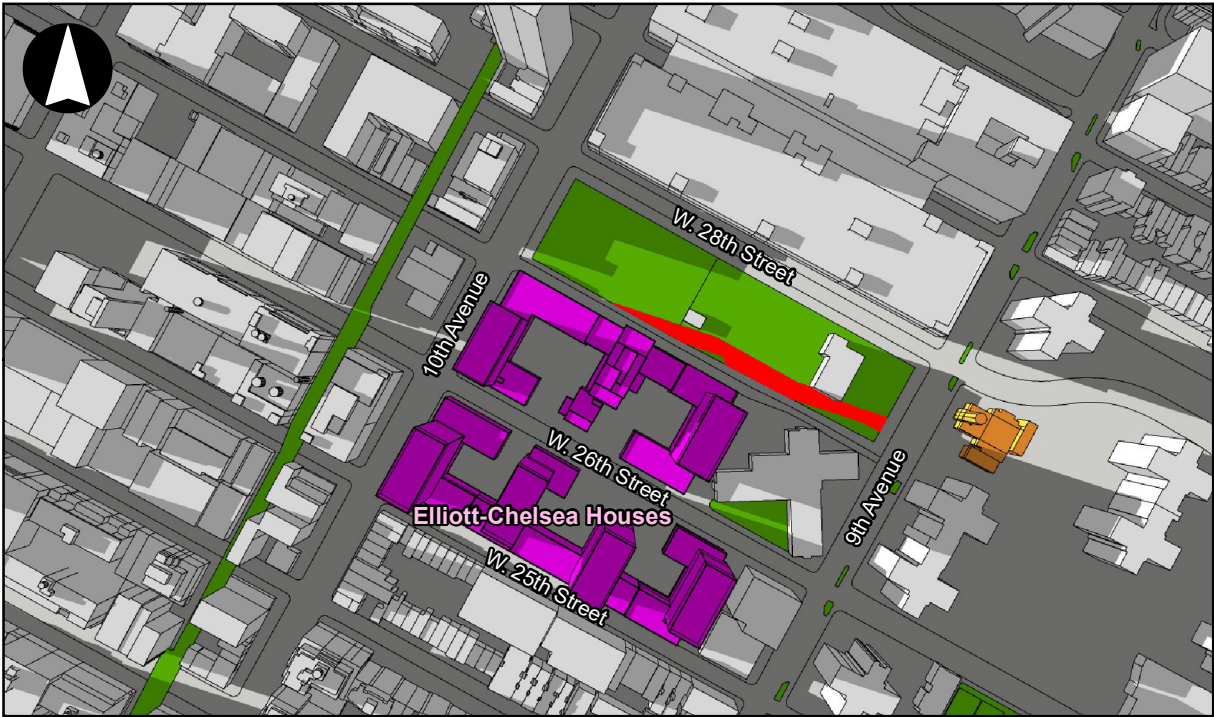 W. 28th Street
10th Avenue
W. 26th Street
9th Avenue
Elliott-Chelsea Houses
W. 25th Street